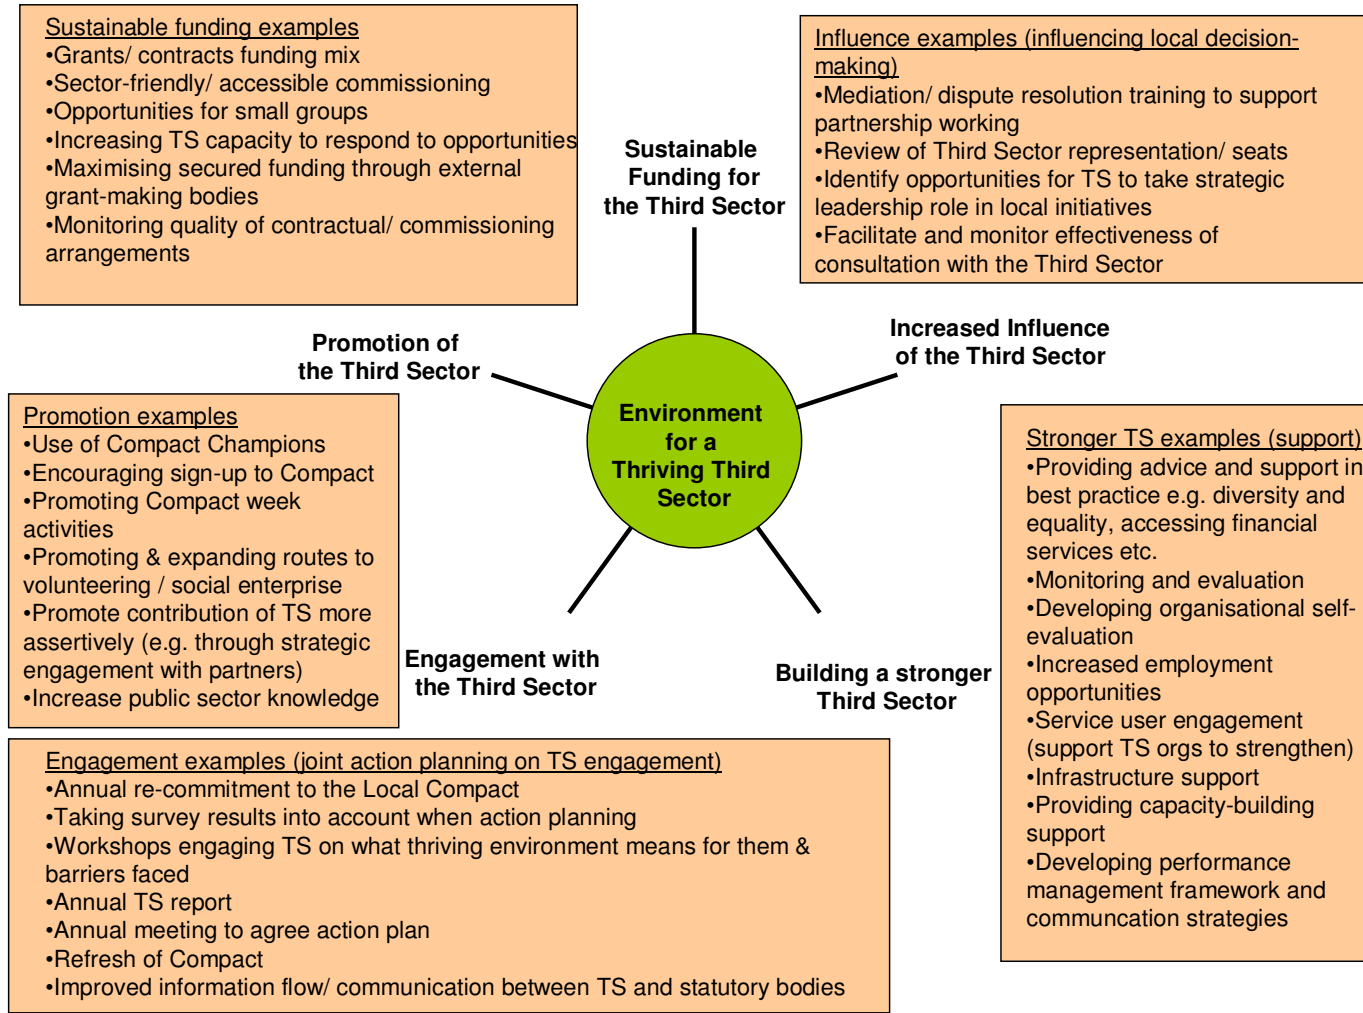 Sustainable funding examples
•Grants/ contracts funding mix
•Sector-friendly/ accessible commissioning
•Opportunities for small groups
•Increasing TS capacity to respond to opportunities
•Maximising secured funding through external
grant-making bodies
•Monitoring quality of contractual/ commissioning
arrangements
Influence examples (influencing local decision-
making)
•Mediation/ dispute resolution training to support
partnership working
•Review of Third Sector representation/ seats
•Identify opportunities for TS to take strategic
leadership role in local initiatives
•Facilitate and monitor effectiveness of
consultation with the Third Sector
Sustainable
Funding for
the Third Sector
Promotion of
the Third Sector
Increased Influence
of the Third Sector
Environment
for a
Thriving Third
Sector
Promotion examples
•Use of Compact Champions
•Encouraging sign-up to Compact
•Promoting Compact week
activities
•Promoting & expanding routes to
volunteering / social enterprise
•Promote contribution of TS more
assertively (e.g. through strategic
engagement with partners)
•Increase public sector knowledge
Stronger TS examples (support)
•Providing advice and support in
best practice e.g. diversity and
equality, accessing financial
services etc.
•Monitoring and evaluation
•Developing organisational self-
evaluation
•Increased employment
opportunities
•Service user engagement
(support TS orgs to strengthen)
•Infrastructure support
•Providing capacity-building
support
•Developing performance
management framework and
communcation strategies
Engagement with
the Third Sector
Building a stronger
Third Sector
Engagement examples (joint action planning on TS engagement)
•Annual re-commitment to the Local Compact
•Taking survey results into account when action planning
•Workshops engaging TS on what thriving environment means for them &
barriers faced
•Annual TS report
•Annual meeting to agree action plan
•Refresh of Compact
•Improved information flow/ communication between TS and statutory bodies